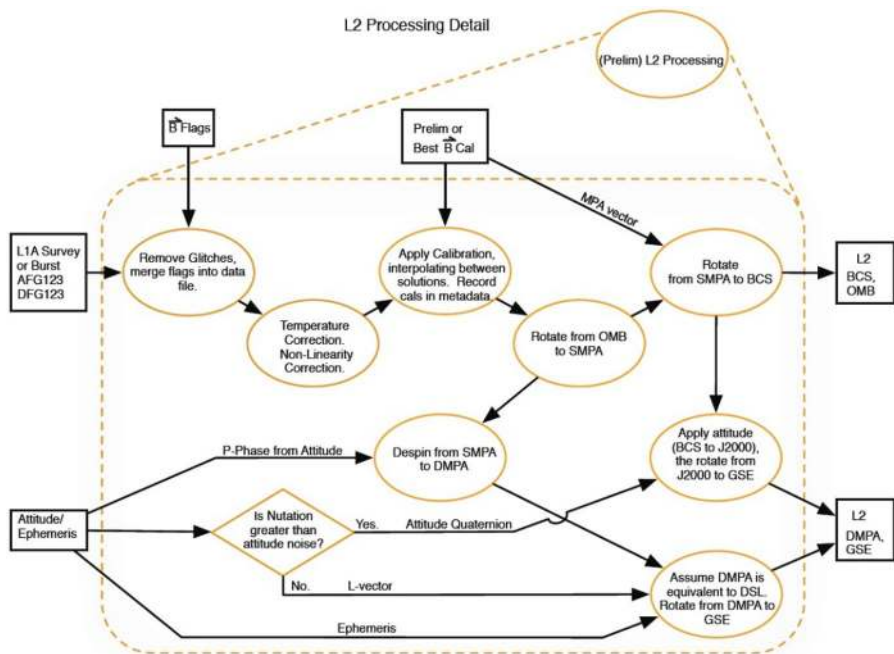 L2 Processing Detail
(Prelim) L2 Processing
B Flags
Prelim or
Best B Cal
MPA vector
L1A Survey
or Burst
AFG123
DFG123
Remove Glitches,
merge flags into data
file.
Apply Calibration,
interpolating between
solutions. Record
cals in metadata.
Rotate
from SMPA to BCS
L2
BCS,
OMB
Temperature
Correction.
Non-Linearity
Correction.
Rotate from OMB
to SMPA
P-Phase from Attitude
Despin from SMPA
to DMPA
Apply attitude
(BCS to J2000),
the rotate from
J2000 to GSE
Attitude/
Ephemeris
Is Nutation
greater than
attitude noise?
Yes. Attitude Quaternion
L2
DMPA,
GSE
No. L-vector
Assume DMPA is
equivalent to DSL.
Rotate from DMPA to
GSE
Ephemeris